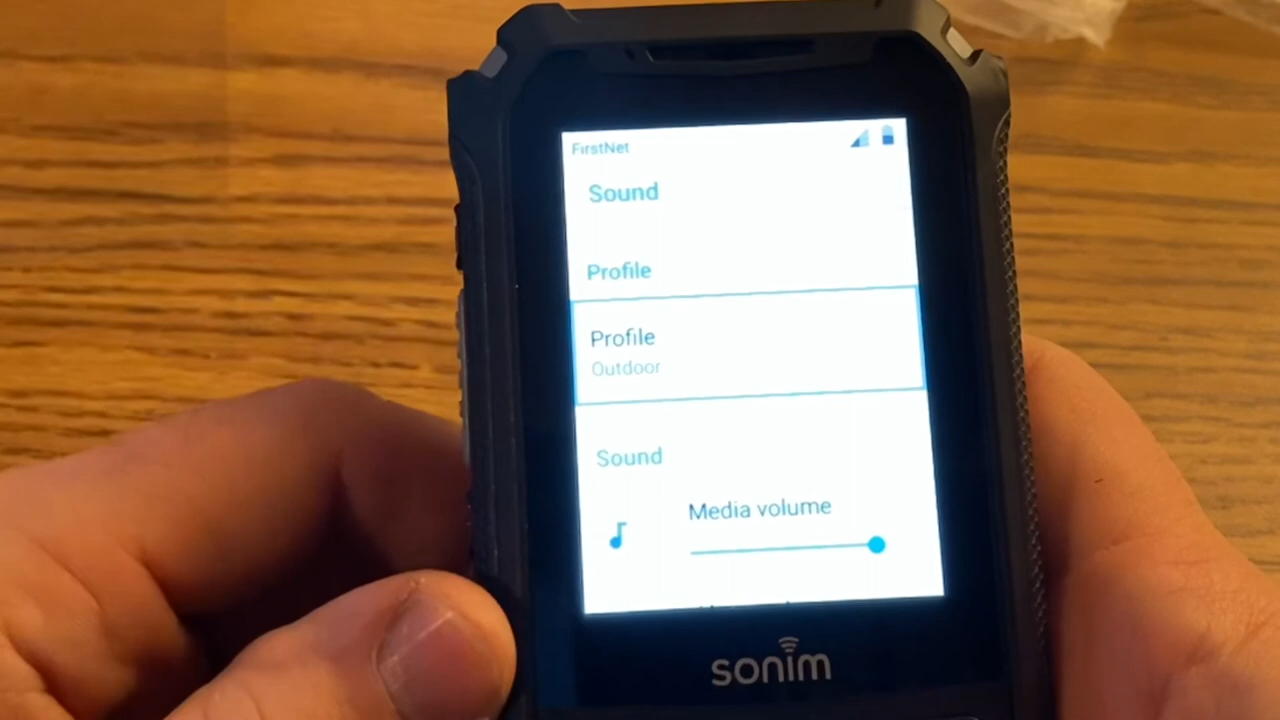 FirstNet
Sound
Profile
Profile
Outdoor
Sound
Media volume
sonim